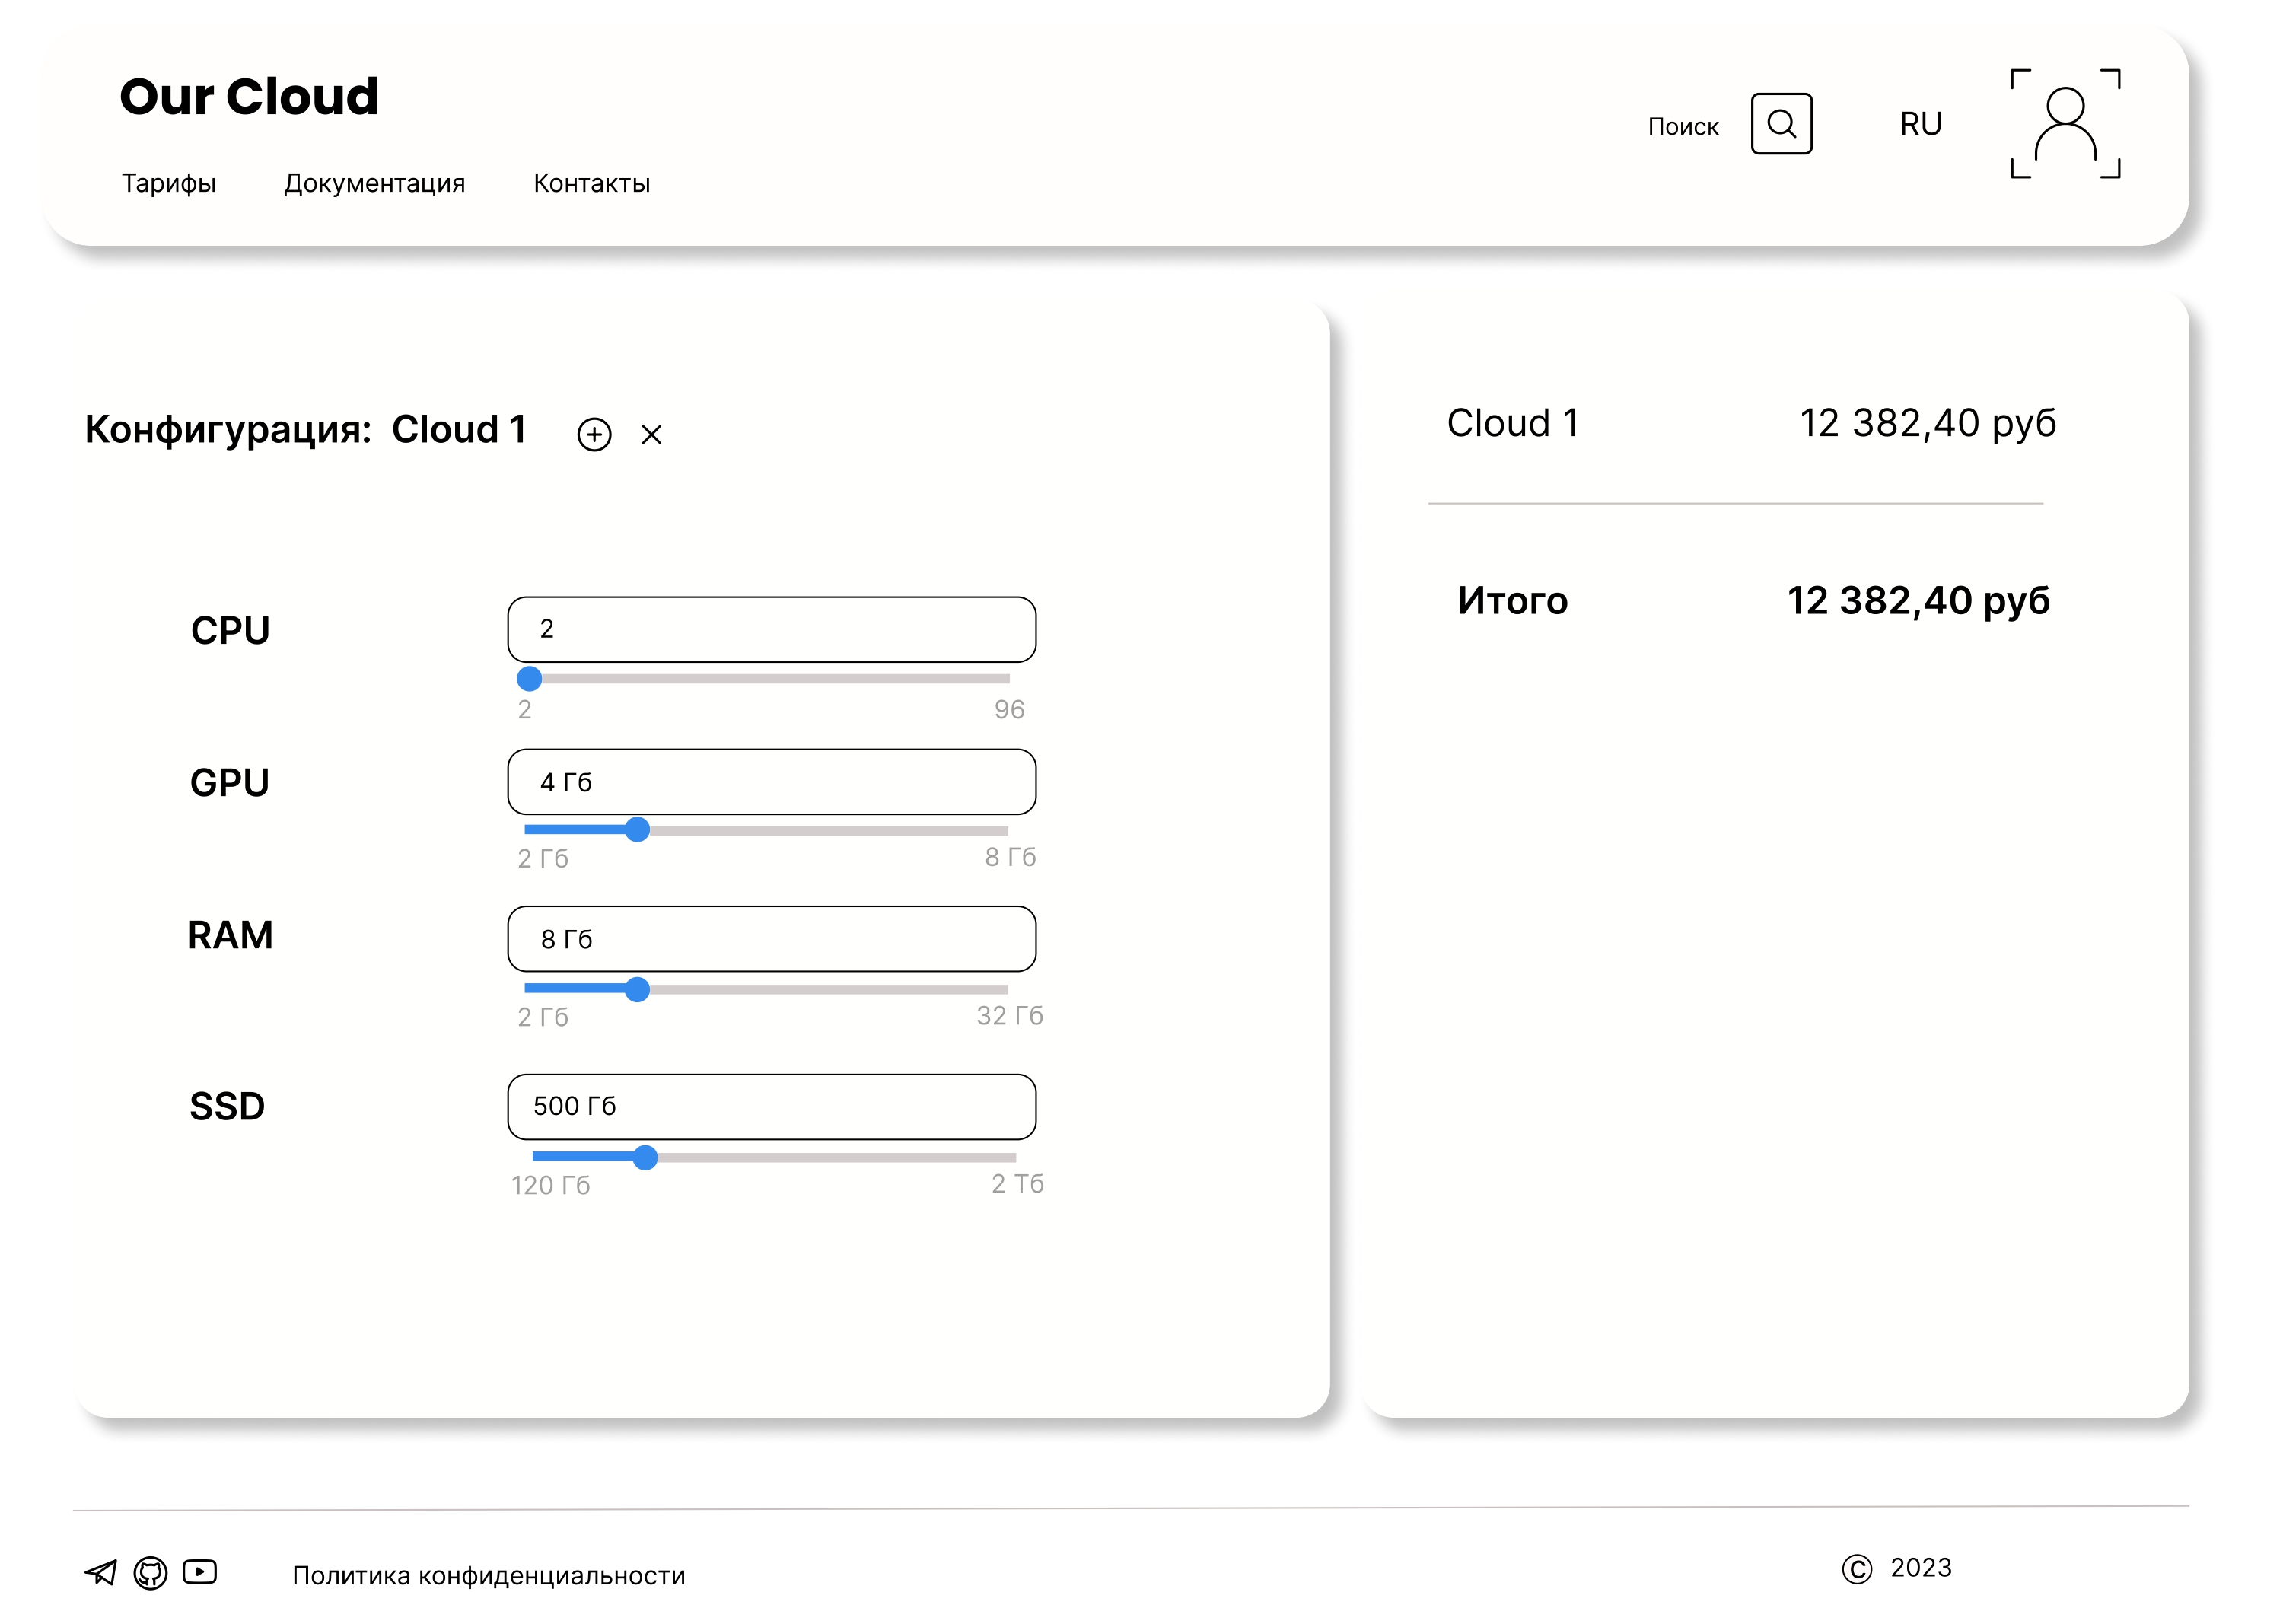 Our Cloud
Поиск
RU
Тарифы Документация Контакты
Конфигурация: Cloud 1
CPU
2
2 96
GPU
4 Гб
2 Гб 8 Гб
RAM
8 Гб
2 Гб 32 Гб
SSD
500 Гб
120 Гб 2 Тб
Cloud 1 12 382,40 руб
Итого 12 382,40 руб
Политика конфиденциальности
© 2023